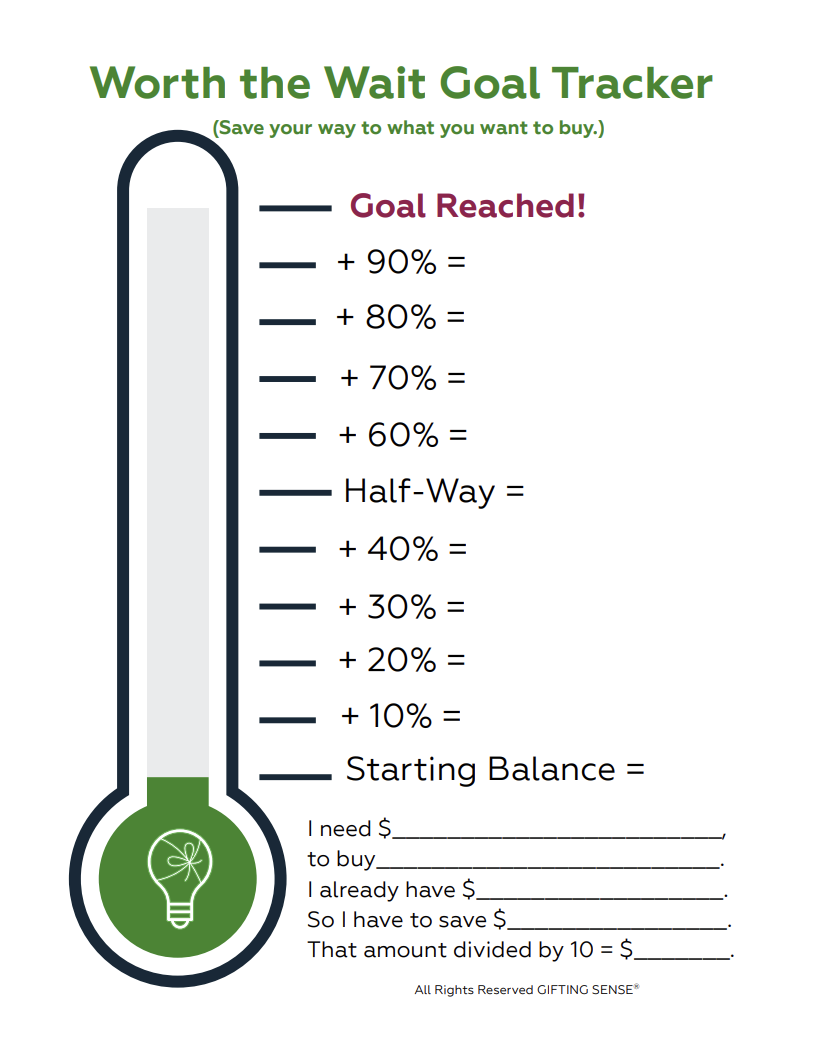 Worth the Wait Goal Tracker
(Save your way to what you want to buy.)
Goal Reached!
+ 90% =
+ 80% =
+ 70% =
+ 60% =
Half-Way =
+ 40% =
+ 30% =
+ 20% =
+ 10% =
Starting Balance =
I need $__________________________,
to buy___________________________.
I already have $____________________.
So I have to save $__________________.
That amount divided by 10 = $________.
All Rights Reserved GIFTING SENSE®